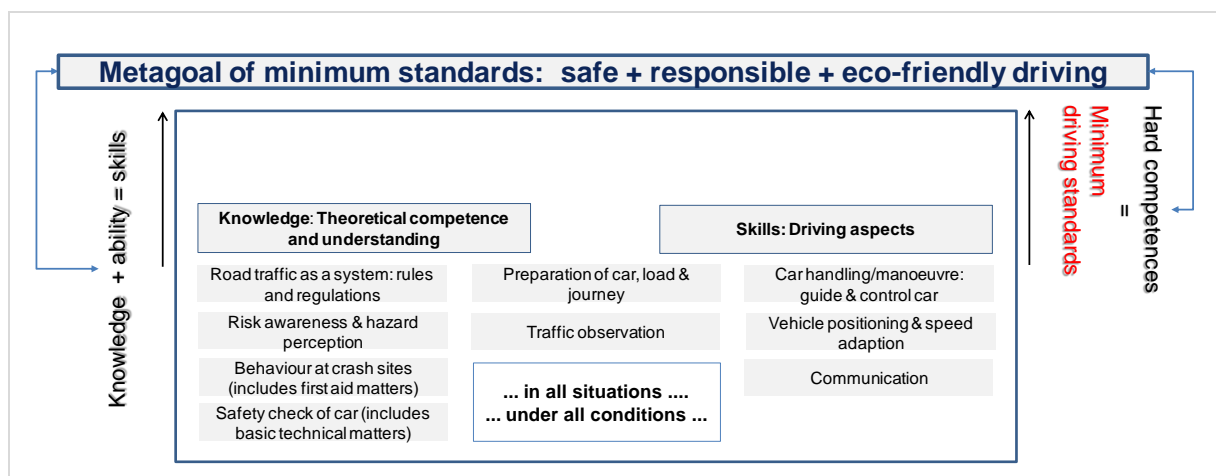 Metagoal of minimum standards: safe + responsible + eco-friendly driving
Knowledge + ability = skills
Knowledge: Theoretical competence
and understanding
Skills: Driving aspects
Road traffic as a system: rules
and regulations
Risk awareness & hazard
perception
Behaviour at crash sites
(includes first aid matters)
Safety check of car (includes
basic technical matters)
Preparation of car, load &
journey
Traffic observation
... in all situations ....
... under all conditions ...
Car handling/manoeuvre:
guide & control car
Vehicle positioning & speed
adaption
Communication
Minimum
driving standards
=
Hard competences